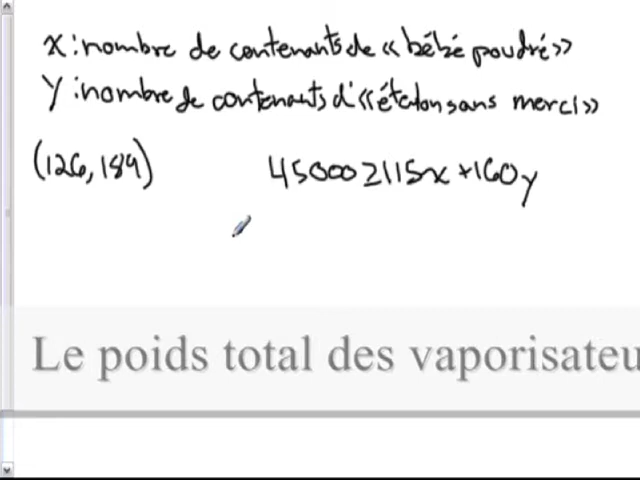 x : nombre de contenants de «bébé poudré»
y : nombre de contenants d'«étalon sans merci»
(126,189) 45000≥115x+160y
Le poids total des vaporisateu